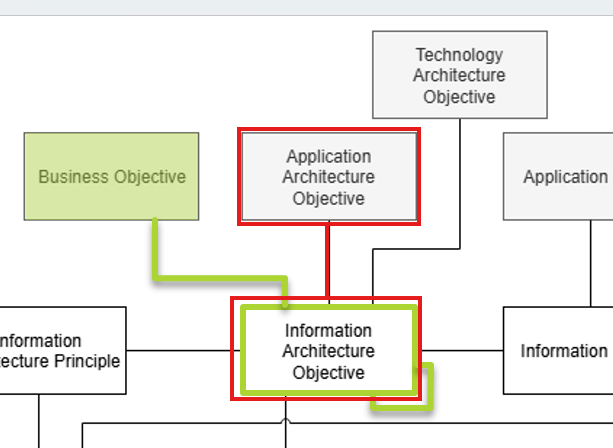 Technology
Architecture
Objective
Business Objective
Application
Architecture
Objective
Application
nformation
ecture Principle
Information
Architecture
Objective
Information